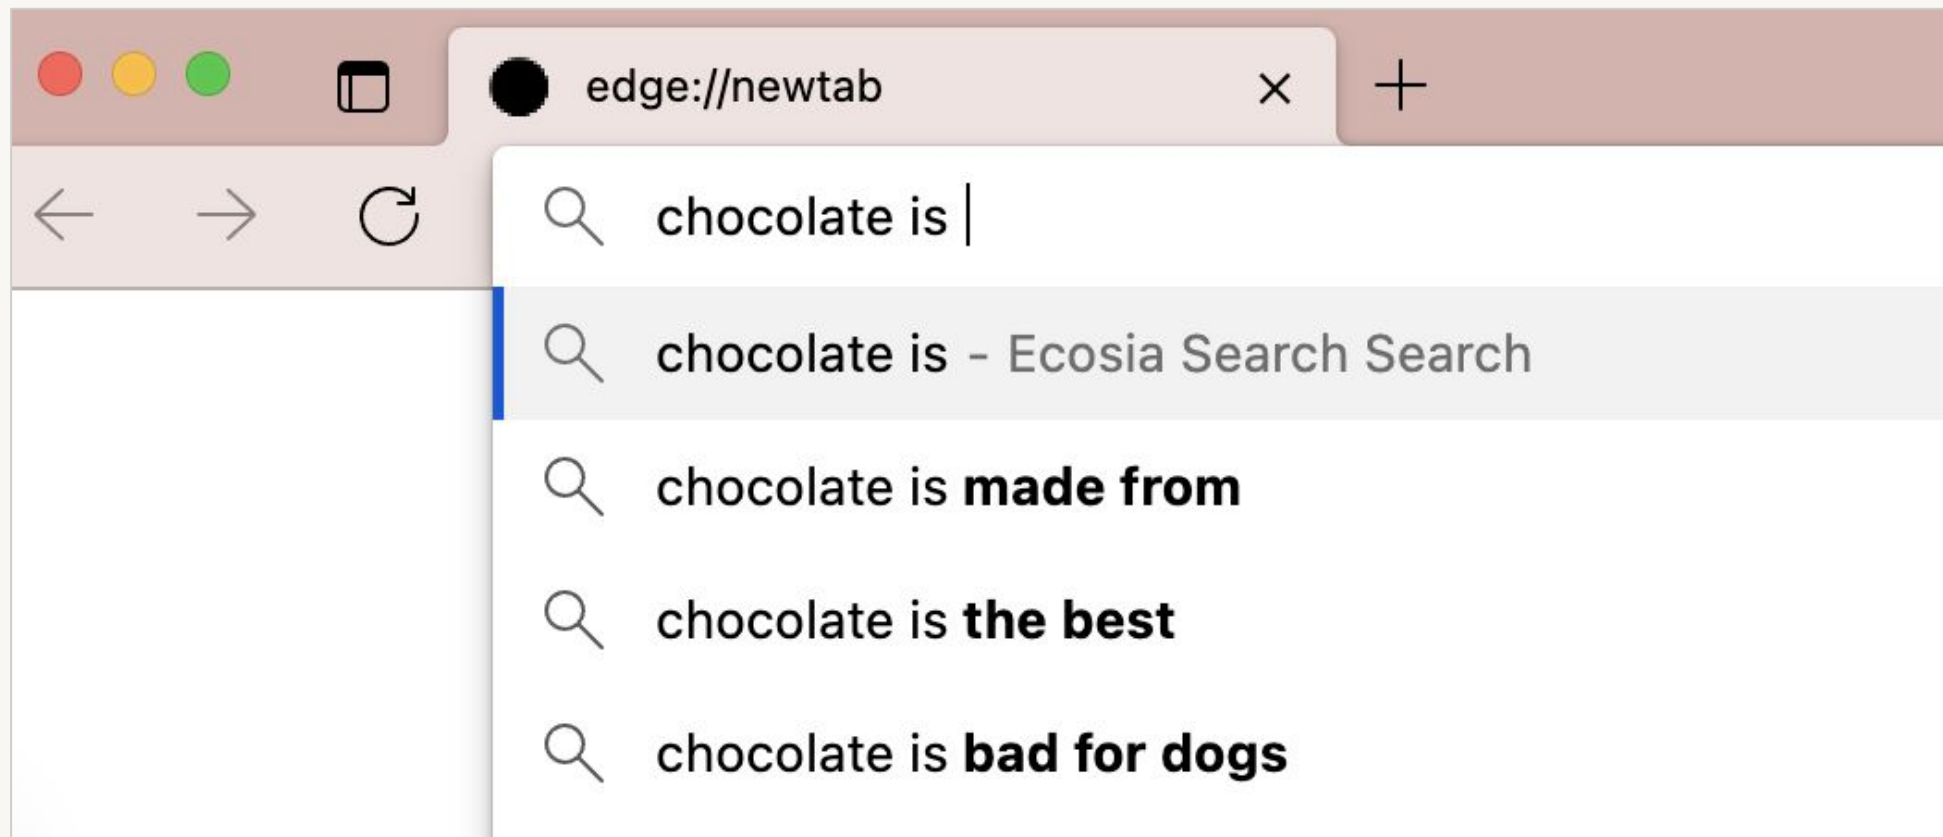 edge://newtab
chocolate is
chocolate is - Ecosia Search Search
chocolate is made from
chocolate is the best
chocolate is bad for dogs